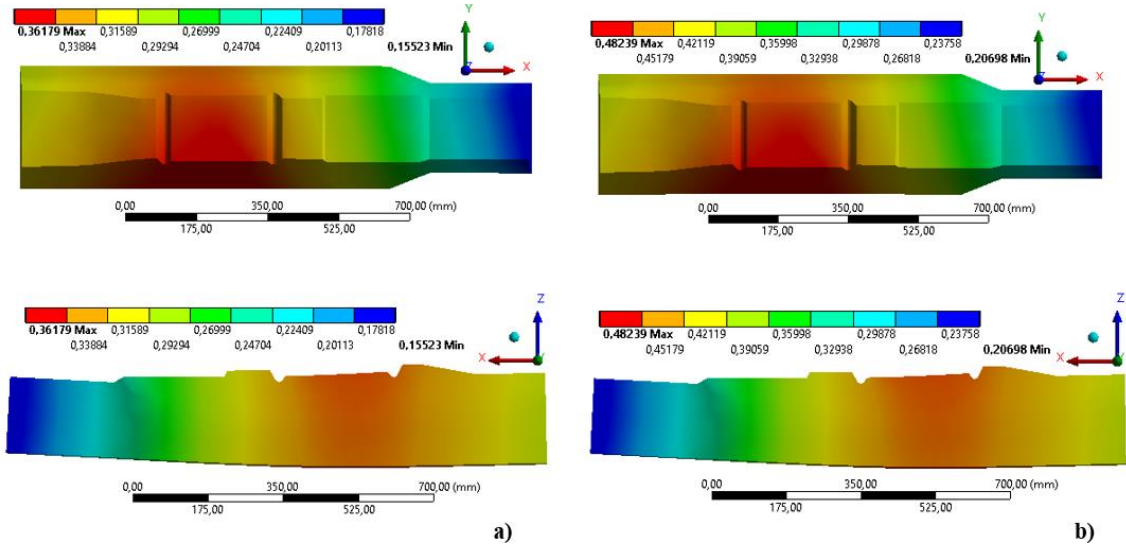 0,36179 Max 0,31589 0,26999 0,22409 0,17818
0,33884 0,29294 0,24704 0,20113 0,15523 Min
Y
Z
X
0,00 350,00 700,00 (mm)
175,00 525,00
0,48239 Max 0,42119 0,35998 0,29878 0,23758
0,45179 0,39059 0,32938 0,26818 0,20698 Min
Y
Z
X
0,00 350,00 700,00 (mm)
175,00 525,00
0,36179 Max 0,31589 0,26999 0,22409 0,17818
0,33884 0,29294 0,24704 0,20113 0,15523 Min
Z
X
Y
0,00 350,00 700,00 (mm)
175,00 525,00
a)
0,48239 Max 0,42119 0,35998 0,29878 0,23758
0,45179 0,39059 0,32938 0,26818 0,20698 Min
Z
X
Y
0,00 350,00 700,00 (mm)
175,00 525,00
b)